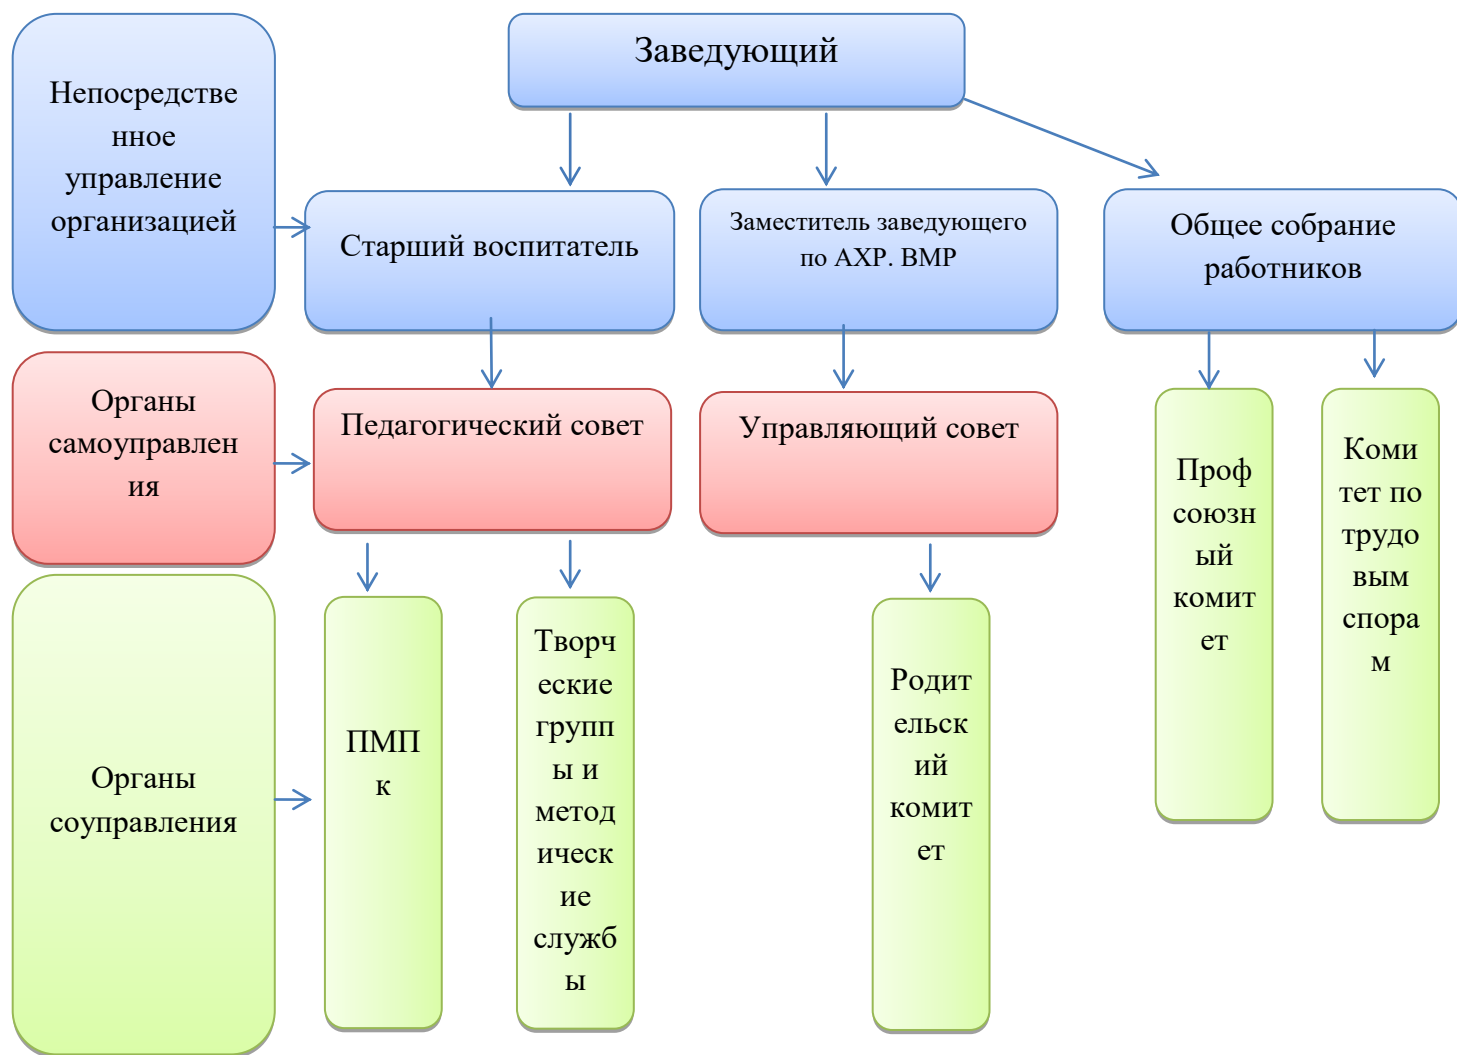 Заведующий
Непосредстве
нное
управление
организацией
Старший воспитатель
Заместитель заведующего
по АХР. ВМР
Общее собрание
работников
Органы
самоуправлен
ия
Педагогический совет
Управляющий совет
Проф
союзн
ый
комит
ет
Коми
тет по
трудо
вым
спора
м
Органы
соуправления
ПМП
к
Творч
еские
групп
ы и
метод
ическ
ие
служб
ы
Родит
ельск
ий
комит
ет